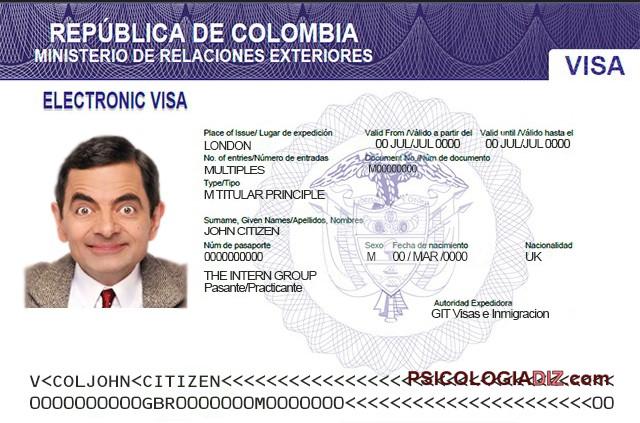 REPÚBLICA DE COLOMBIA
MINISTERIO DE RELACIONES EXTERIORES
VISA
ELECTRONIC VISA
Place of Issue/ Lugar de expedición Valid From /Válido a partir del Valid until /Válido hasta el
LONDON 00 JUL/JUL 0000 00 JUL/JUL 0000
No. of entries/Número de entradas Document No./Núm de documento
MULTIPLES M00000000
Type/Tipo
M TITULAR PRINCIPLE
Surname, Given Names/Apellidos, Nombres
JOHN CITIZEN
Núm de pasaporte Sexo Fecha de nacimiento Nacionalidad
0000000000 M 00 / MAR /0000 UK
THE INTERN GROUP
Pasante/Practicante
Autoridad Expedidora
GIT Visas e Inmigracion
PSICOLOGIADIZ.com
V<COLJOHN<CITIZEN<<<<<<<<<<<<<<<<<<<<<<<<<<<
OOOOOOOOOOGBROOOOOOOMOOOOOOO<<<<<<<<<<<<<<<<<<<<<<OO